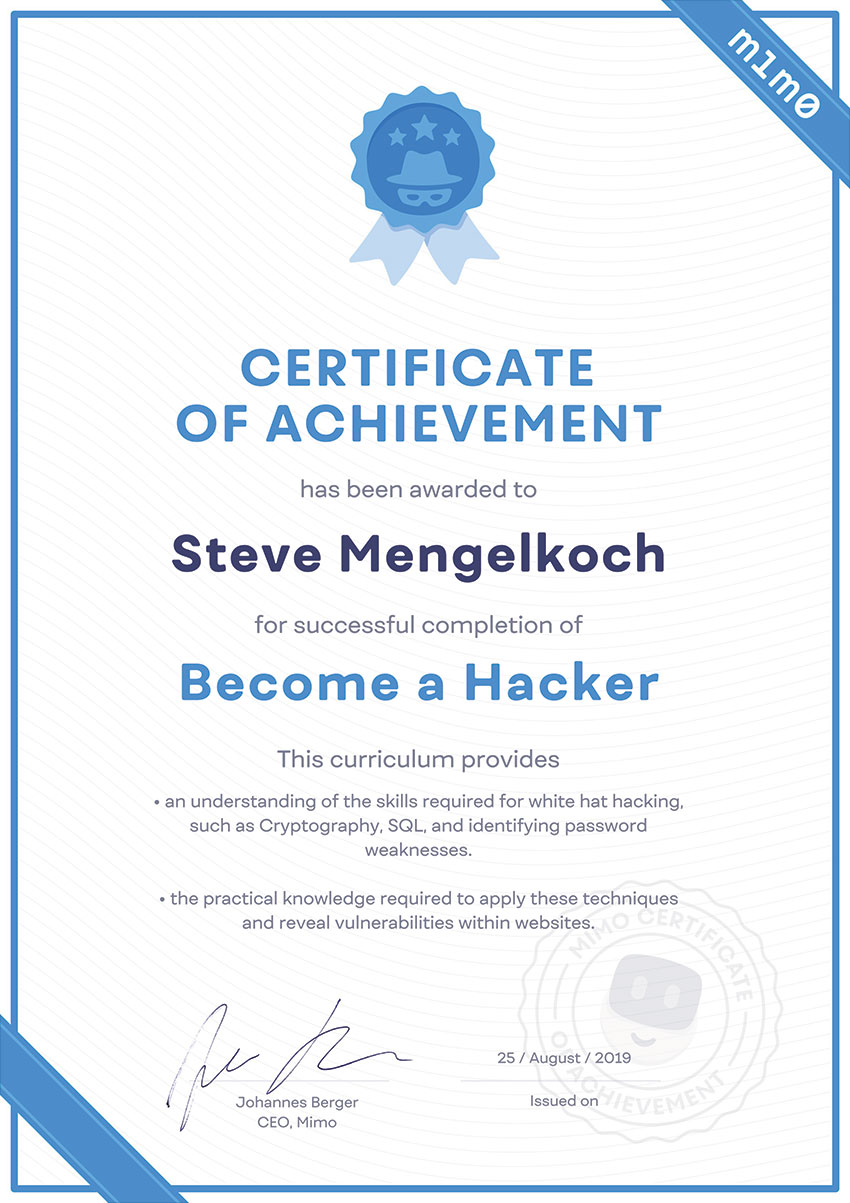 m1m0
CERTIFICATE
OF ACHIEVEMENT
has been awarded to
Steve Mengelkoch
for successful completion of
Become a Hacker
This curriculum provides
• an understanding of the skills required for white hat hacking,
such as Cryptography, SQL, and identifying password
weaknesses.
• the practical knowledge required to apply these techniques
and reveal vulnerabilities within websites.
MIMO CERTIFICATE
OF ACHIEVEMENT
25 / August / 2019
Johannes Berger
CEO, Mimo
Issued on